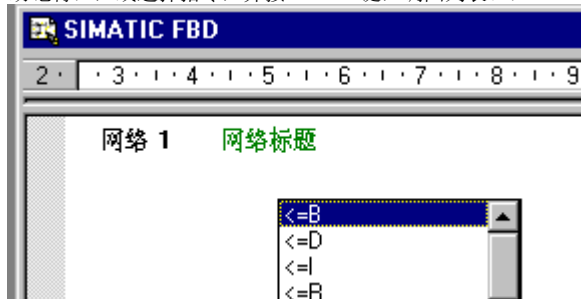 SIMATIC FBD
2 · · 3 · ı · 4 · ı · 5 · ı · 6 · ı · 7 · ı · 8 · ı · 9
网络 1 网络标题
<=B
<=D
<=I
<=R